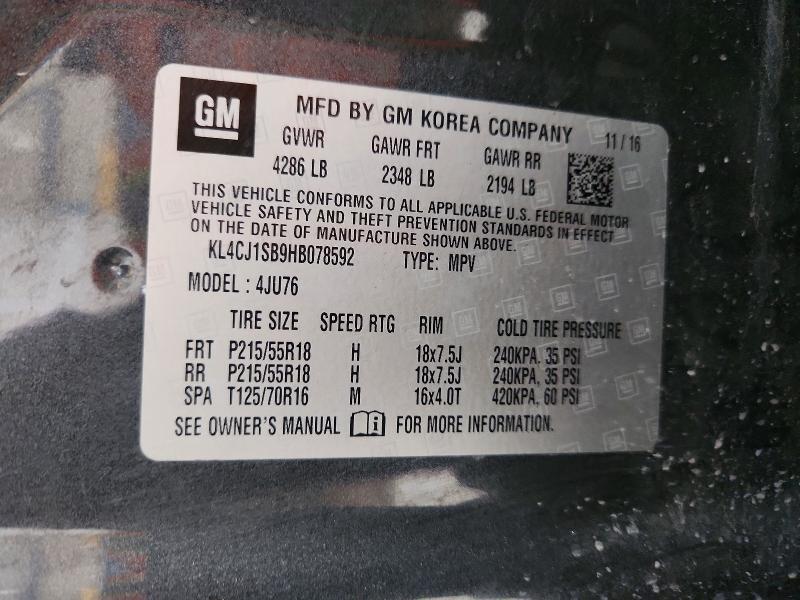 GM
MFD BY GM KOREA COMPANY 11 / 16
GVWR GAWR FRT GAWR RR
4286 LB 2348 LB 2194 LB
THIS VEHICLE CONFORMS TO ALL APPLICABLE U.S. FEDERAL MOTOR
VEHICLE SAFETY AND THEFT PREVENTION STANDARDS IN EFFECT
ON THE DATE OF MANUFACTURE SHOWN ABOVE.
KL4CJ1SB9HB078592 TYPE: MPV
MODEL : 4JU76
TIRE SIZE SPEED RTG RIM COLD TIRE PRESSURE
FRT P215/55R18 H 18x7.5J 240KPA, 35 PSI
RR P215/55R18 H 18x7.5J 240KPA, 35 PSI
SPA T125/70R16 M 16x4.0T 420KPA, 60 PSI
SEE OWNER'S MANUAL i FOR MORE INFORMATION.